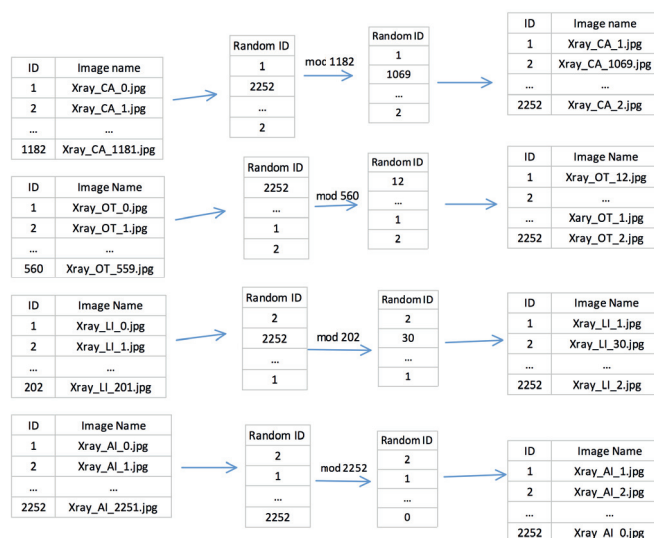 ID Image name
1 Xray_CA_0.jpg
2 Xray_CA_1.jpg
... ...
1182 Xray_CA_1181.jpg
Random ID
1
2252
...
2
mod 1182
Random ID
1
1069
...
2
ID Image name
1 Xray_CA_1.jpg
2 Xray_CA_1069.jpg
... ...
2252 Xray_CA_2.jpg
ID Image Name
1 Xray_OT_0.jpg
2 Xray_OT_1.jpg
... ...
560 Xray_OT_559.jpg
Random ID
2252
...
1
2
mod 560
Random ID
12
...
1
2
ID Image Name
1 Xray_OT_12.jpg
2 ...
... Xary_OT_1.jpg
2252 Xray_OT_2.jpg
ID Image Name
1 Xray_LI_0.jpg
2 Xray_LI_1.jpg
... ...
202 Xray_LI_201.jpg
Random ID
2
2252
...
1
mod 202
Random ID
2
30
...
1
ID Image Name
1 Xray_LI_1.jpg
2 Xray_LI_30.jpg
... ...
2252 Xray_LI_2.jpg
ID Image Name
1 Xray_AI_0.jpg
2 Xray_AI_1.jpg
... ...
2252 Xray_AI_2251.jpg
Random ID
2
1
...
2252
mod 2252
Random ID
2
1
...
0
ID Image Name
1 Xray_AI_1.jpg
2 Xray_AI_2.jpg
... ...
2252 Xray_AI_0.jpg